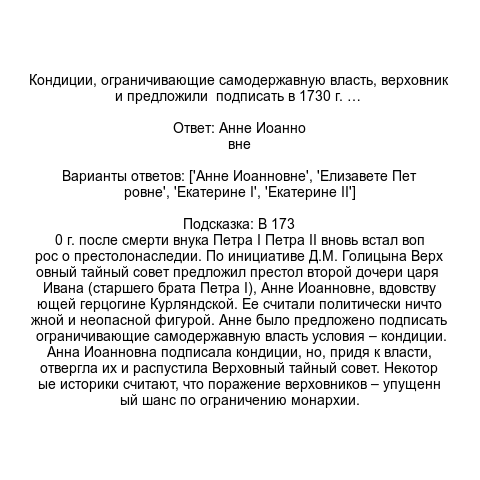 Кондиции, ограничивающие самодержавную власть, верховник
и предложили  подписать в 1730 г. …
Ответ: Анне Иоанно
вне
Варианты ответов: ['Анне Иоанновне', 'Елизавете Пет
ровне', 'Екатерине I', 'Екатерине II']
Подсказка: В 173
0 г. после смерти внука Петра I Петра II вновь встал воп
рос о престолонаследии. По инициативе Д.М. Голицына Верх
овный тайный совет предложил престол второй дочери царя
Ивана (старшего брата Петра I), Анне Иоанновне, вдовству
ющей герцогине Курляндской. Ее считали политически ничто
жной и неопасной фигурой. Анне было предложено подписать
ограничивающие самодержавную власть условия – кондиции.
Анна Иоанновна подписала кондиции, но, придя к власти,
отвергла их и распустила Верховный тайный совет. Некотор
ые историки считают, что поражение верховников – упущенн
ый шанс по ограничению монархии.